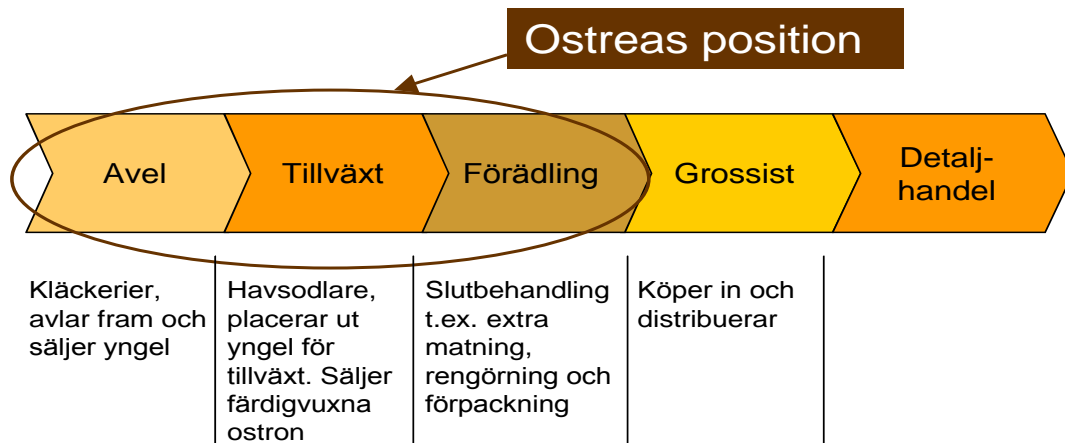 Ostreas position
Avel
Tillväxt
Förädling
Grossist
Detalj-
handel
Kläckerier,
avlar fram och
säljer yngel
Havsodlare,
placerar ut
yngel för
tillväxt. Säljer
färdigvuxna
ostron
Slutbehandling
t.ex. extra
matning,
rengörning och
förpackning
Köper in och
distribuerar